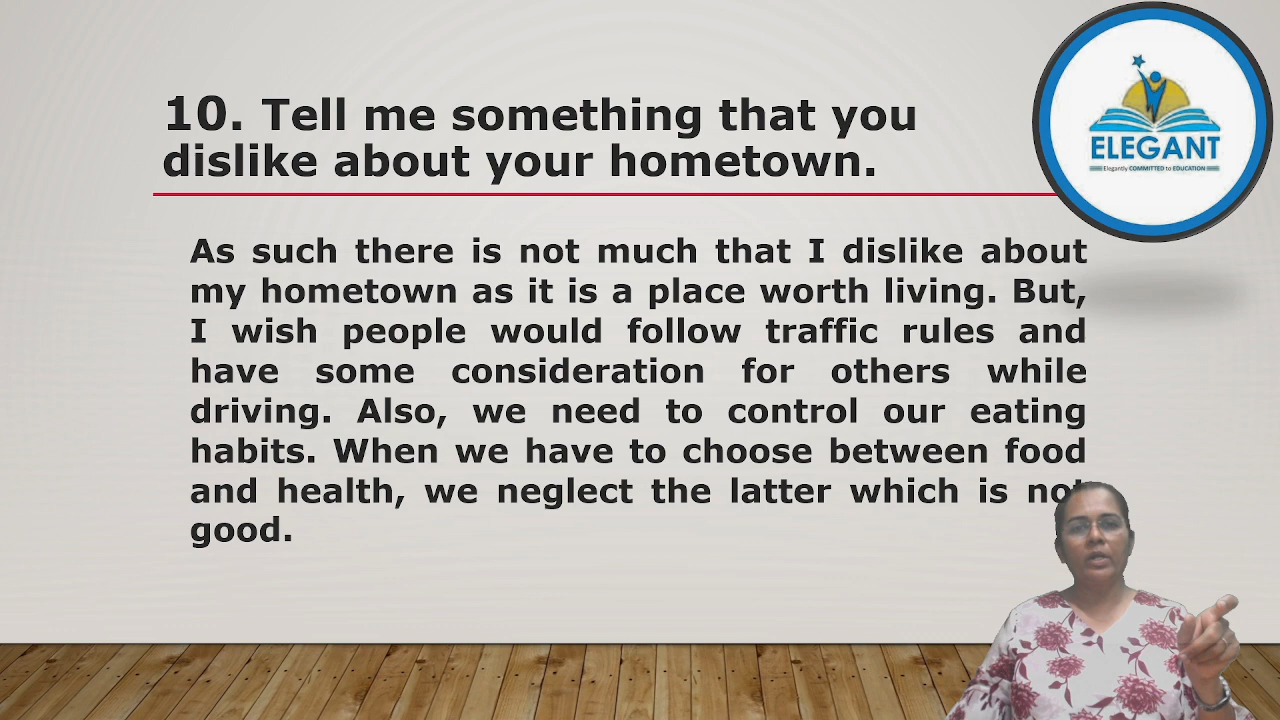 10. Tell me something that you
dislike about your hometown.
ELEGANT
Elegantly COMMITTED to EDUCATION
As such there is not much that I dislike about
my hometown as it is a place worth living. But,
I wish people would follow traffic rules and
have some consideration for others while
driving. Also, we need to control our eating
habits. When we have to choose between food
and health, we neglect the latter which is not
good.